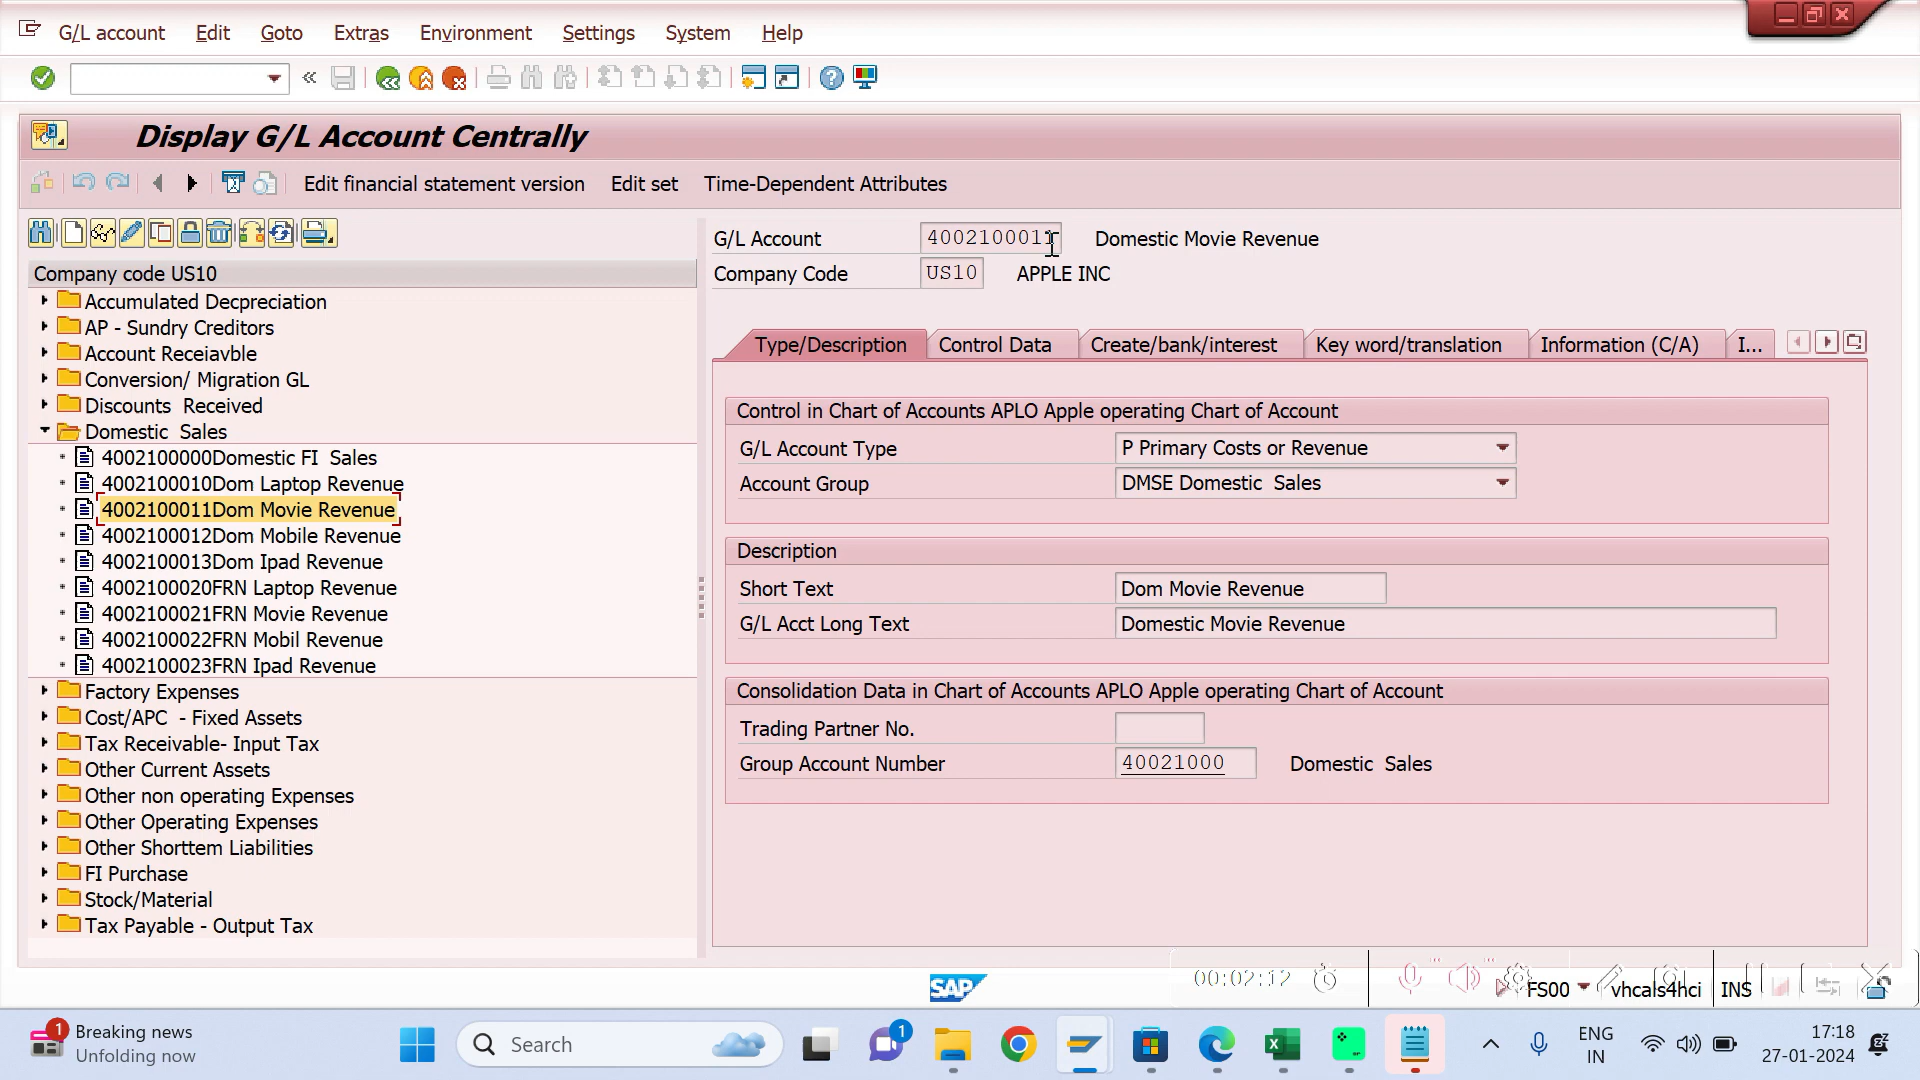 G/L account Edit Goto Extras Environment Settings System Help
Display G/L Account Centrally
Edit financial statement version Edit set Time-Dependent Attributes
Company code US10
Accumulated Decpreciation
AP - Sundry Creditors
Account Receiavble
Conversion/ Migration GL
Discounts Received
Domestic Sales
4002100000Domestic FI Sales
4002100010Dom Laptop Revenue
4002100011Dom Movie Revenue
4002100012Dom Mobile Revenue
4002100013Dom Ipad Revenue
4002100020FRN Laptop Revenue
4002100021FRN Movie Revenue
4002100022FRN Mobil Revenue
4002100023FRN Ipad Revenue
Factory Expenses
Cost/APC - Fixed Assets
Tax Receivable- Input Tax
Other Current Assets
Other non operating Expenses
Other Operating Expenses
Other Shorttem Liabilities
FI Purchase
Stock/Material
Tax Payable - Output Tax
G/L Account 4002100011 Domestic Movie Revenue
Company Code US10 APPLE INC
Type/Description Control Data Create/bank/interest Key word/translation Information (C/A) I...
Control in Chart of Accounts APLO Apple operating Chart of Account
G/L Account Type P Primary Costs or Revenue
Account Group DMSE Domestic Sales
Description
Short Text Dom Movie Revenue
G/L Acct Long Text Domestic Movie Revenue
Consolidation Data in Chart of Accounts APLO Apple operating Chart of Account
Trading Partner No.
Group Account Number 40021000 Domestic Sales
SAP 00:02:12 FS00 vhcals4hci INS
1 Breaking news
Unfolding now
Search
1
ENG
IN
17:18
27-01-2024